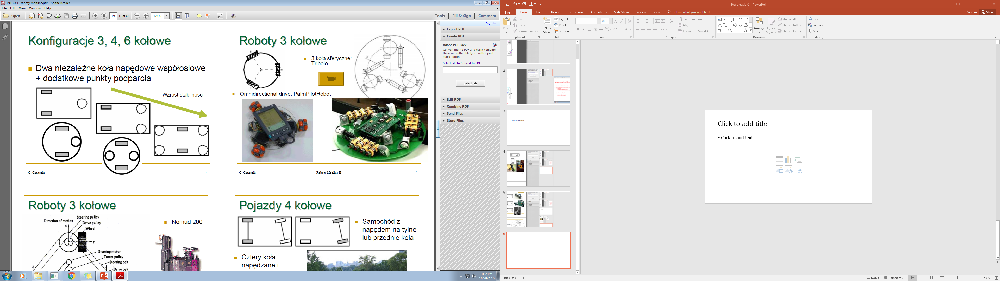 INTRO +_ roboty mobilne.pdf - Adobe Reader
File Edit View Window Help
Open 19 (3 of 6) 174% Tools Fill & Sign Comment
Sign In
Export PDF
Create PDF
Adobe PDF Pack
Convert files to PDF and easily combine
them with other file types with a paid
subscription.
Select File to Convert to PDF:
Select File
Edit PDF
Combine PDF
Send Files
Store Files
Konfiguracje 3, 4, 6 kołowe
Dwa niezależne koła napędowe współosiowe
+ dodatkowe punkty podparcia
Wzrost stabilności
G. Granosik 15
Roboty 3 kołowe
3 koła sferyczne:
Tribolo
Omnidirectional drive: PalmPilotRobot
G. Granosik Roboty Mobilne II 16
Roboty 3 kołowe
Steering pulley
Direction of motion
Drive pulley
Wheel
x
z
y
Steering motor
Turret pulley
Steering belt
Drive belt
Nomad 200
Pojazdy 4 kołowe
Samochód z
napędem na tylne
lub przednie koła
Cztery koła
napędzane i
1:02 PM
10/28/2016
Presentation1 - PowerPoint
File Home Insert Design Transitions Animations Slide Show Review View Tell me what you want to do... Sign in Share
Paste
Cut
Copy
Format Painter
Clipboard
New
Slide
Layout
Reset
Section
Slides
28
B I U S abc AV Aa A
Font
Text Direction
Align Text
Convert to SmartArt
Paragraph
Arrange
Quick
Styles
Shape Fill
Shape Outline
Shape Effects
Drawing
Find
Replace
Select
Editing
2
Mecanum Wheel
3
• Ian Mackenzie
4
5
6
Click to add title
• Click to add text
Slide 6 of 6
Notes Comments 50%